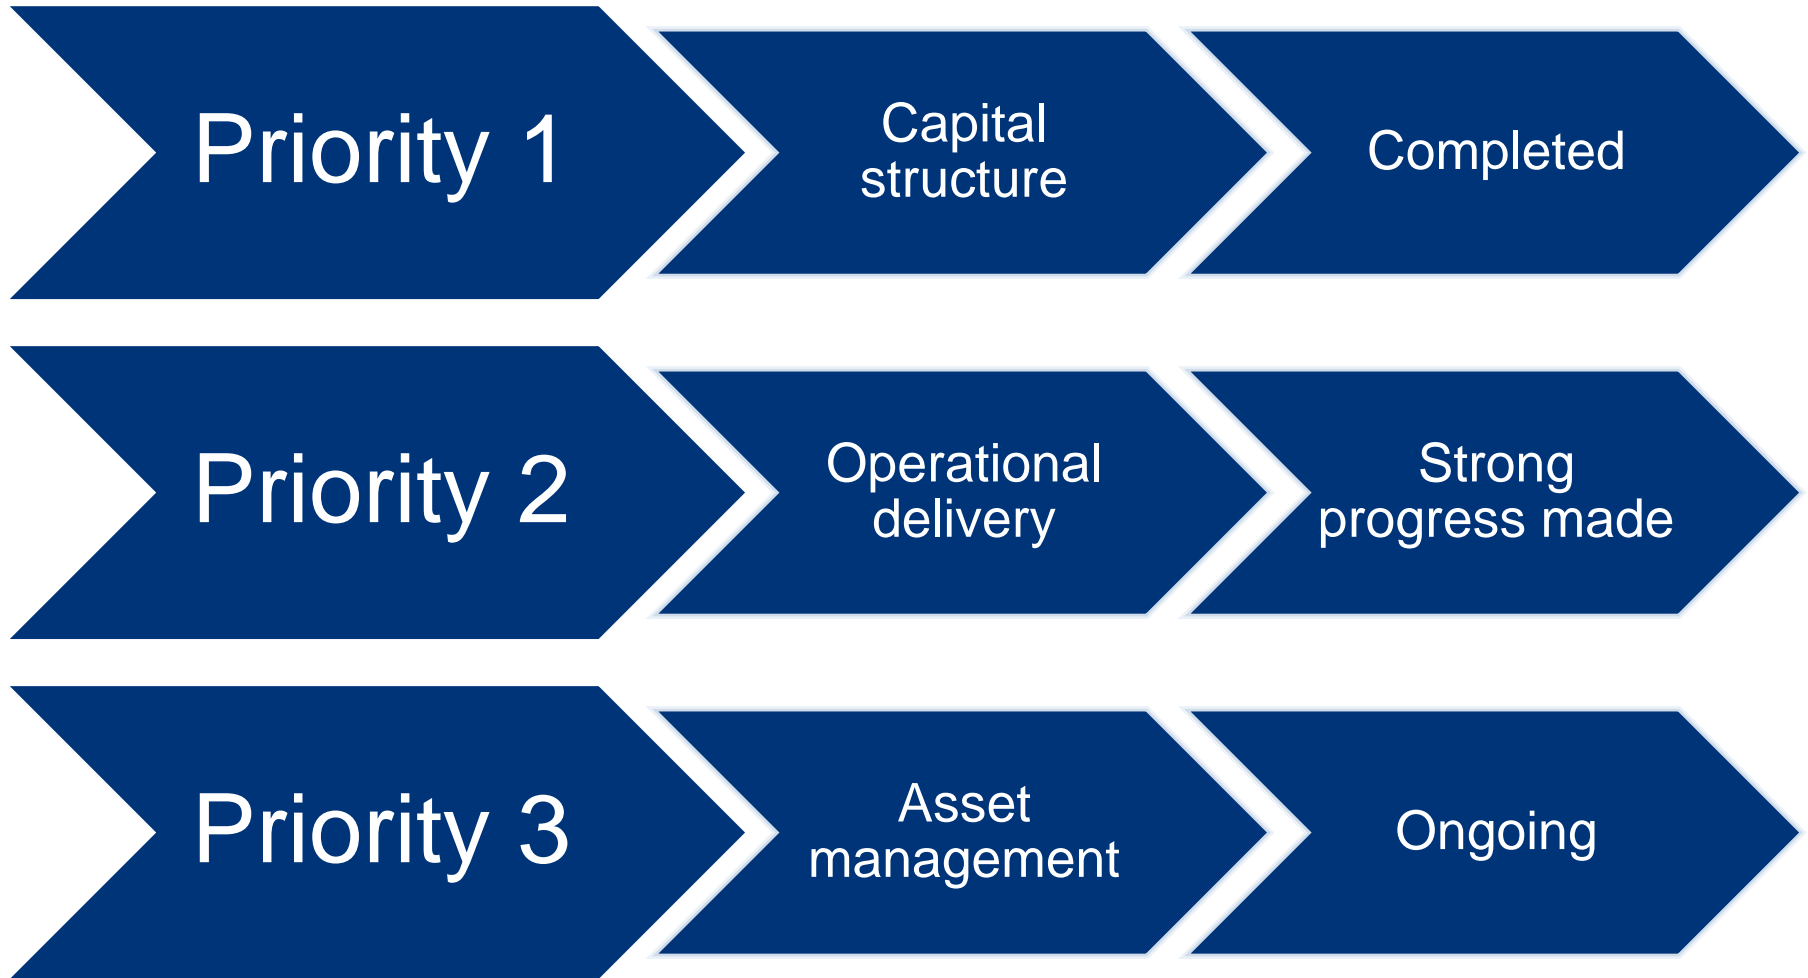 Priority 1
Capital
structure
Completed
Priority 2
Operational
delivery
Strong
progress made
Priority 3
Asset
management
Ongoing